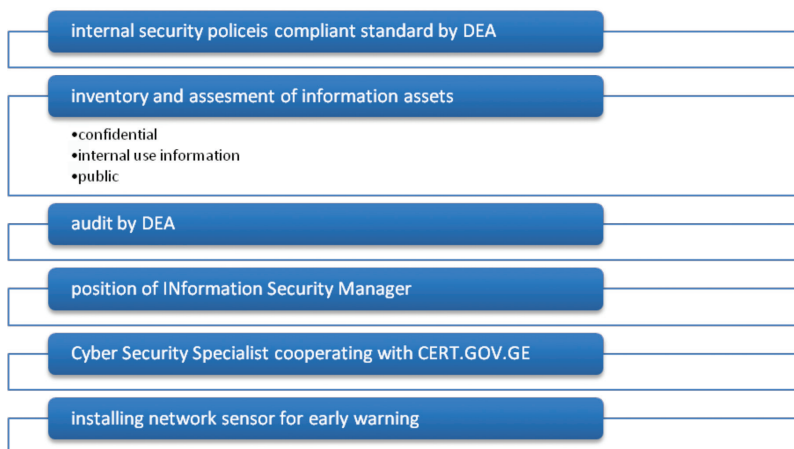 internal security policeis compliant standard by DEA
inventory and assesment of information assets
•confidential
•internal use information
•public
audit by DEA
position of INformation Security Manager
Cyber Security Specialist cooperating with CERT.GOV.GE
installing network sensor for early warning